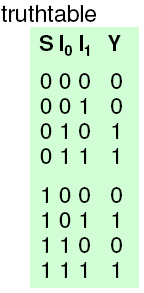 truthtable
S I₀ I₁ Y
0 0 0 0
0 0 1 0
0 1 0 1
0 1 1 1
1 0 0 0
1 0 1 1
1 1 0 0
1 1 1 1